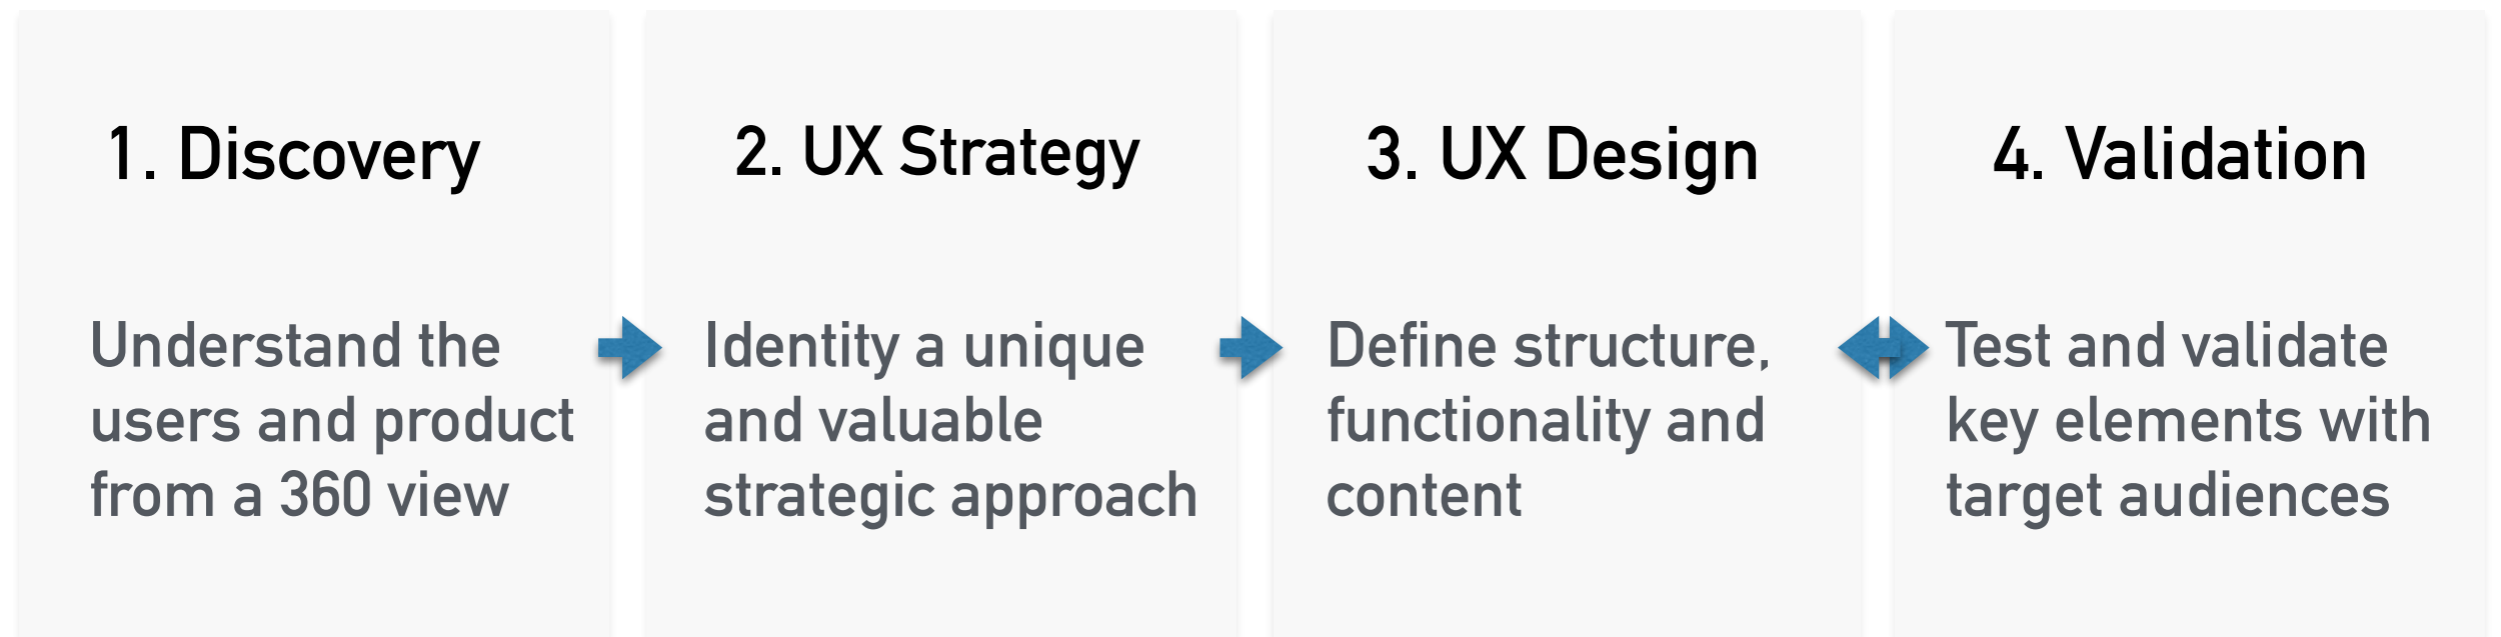 1. Discovery
Understand the
users and product
from a 360 view
2. UX Strategy
Identity a unique
and valuable
strategic approach
3. UX Design
Define structure,
functionality and
content
4. Validation
Test and validate
key elements with
target audiences